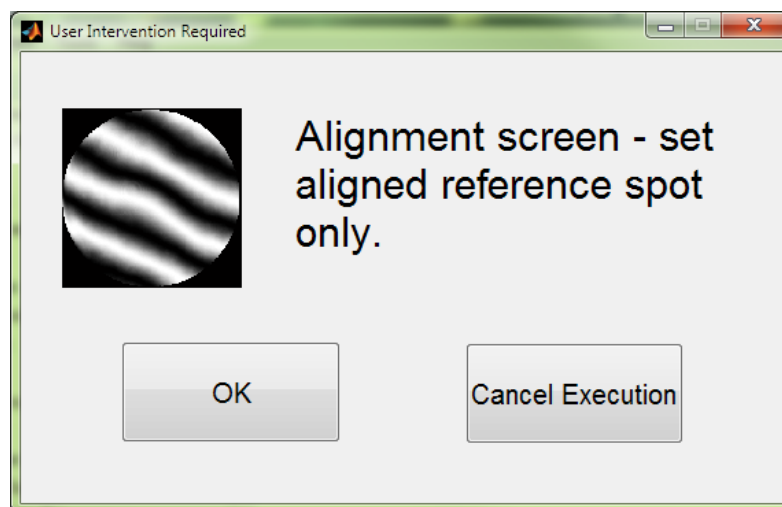 User Intervention Required
Alignment screen - set
aligned reference spot
only.
OK
Cancel Execution